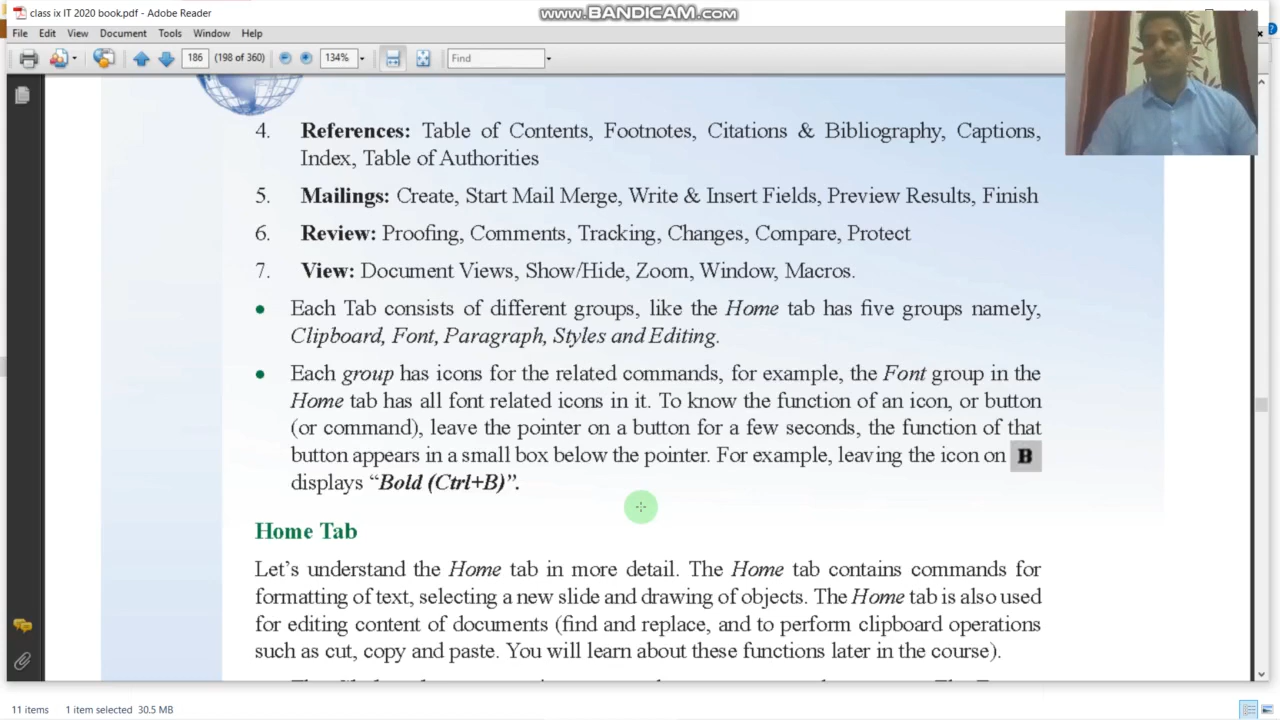 class ix IT 2020 book.pdf - Adobe Reader
www.BANDICAM.com
File Edit View Document Tools Window Help
186 (198 of 360) 134% Find
4. References: Table of Contents, Footnotes, Citations & Bibliography, Captions,
Index, Table of Authorities
5. Mailings: Create, Start Mail Merge, Write & Insert Fields, Preview Results, Finish
6. Review: Proofing, Comments, Tracking, Changes, Compare, Protect
7. View: Document Views, Show/Hide, Zoom, Window, Macros.
• Each Tab consists of different groups, like the Home tab has five groups namely,
Clipboard, Font, Paragraph, Styles and Editing.
• Each group has icons for the related commands, for example, the Font group in the
Home tab has all font related icons in it. To know the function of an icon, or button
(or command), leave the pointer on a button for a few seconds, the function of that
button appears in a small box below the pointer. For example, leaving the icon on B
displays “Bold (Ctrl+B)”.
Home Tab
Let’s understand the Home tab in more detail. The Home tab contains commands for
formatting of text, selecting a new slide and drawing of objects. The Home tab is also used
for editing content of documents (find and replace, and to perform clipboard operations
such as cut, copy and paste. You will learn about these functions later in the course).
11 items 1 item selected 30.5 MB